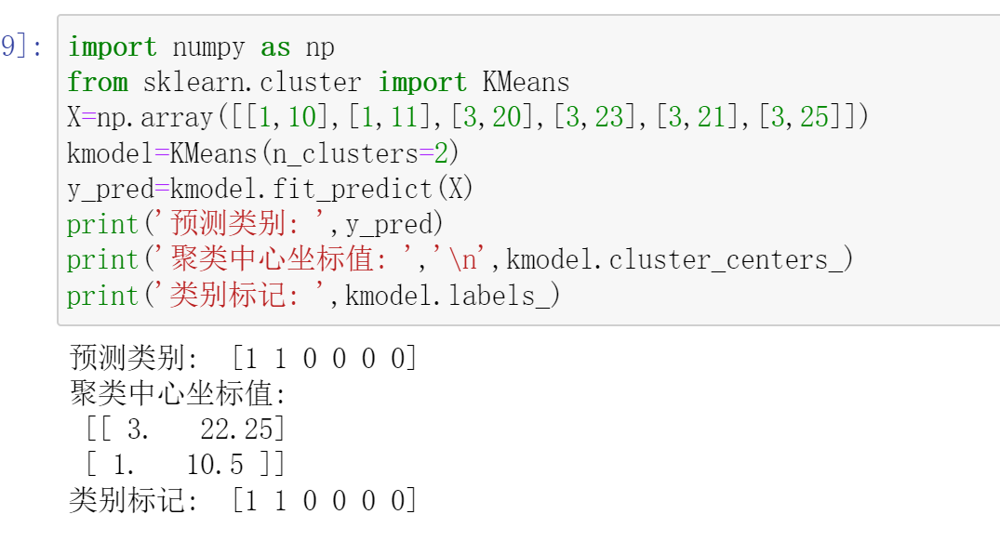 9]:
import numpy as np
from sklearn.cluster import KMeans
X=np.array([[1,10],[1,11],[3,20],[3,23],[3,21],[3,25]])
kmodel=KMeans(n_clusters=2)
y_pred=kmodel.fit_predict(X)
print('预测类别: ',y_pred)
print('聚类中心坐标值: ','\n',kmodel.cluster_centers_)
print('类别标记: ',kmodel.labels_)
预测类别:  [1 1 0 0 0 0]
聚类中心坐标值:
 [[ 3.   22.25]
 [ 1.   10.5 ]]
类别标记:  [1 1 0 0 0 0]